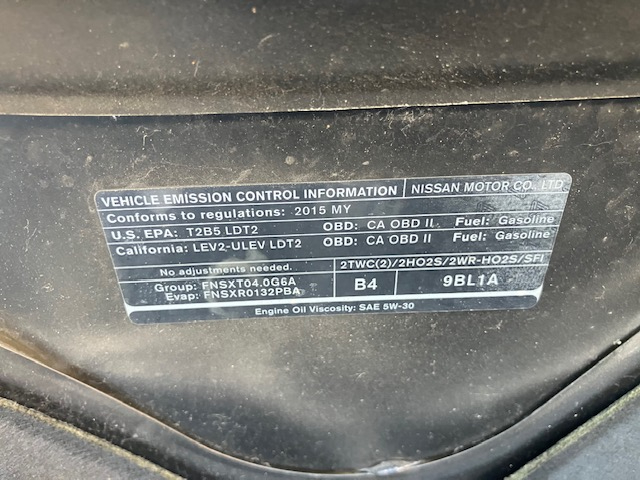 VEHICLE EMISSION CONTROL INFORMATION NISSAN MOTOR CO., LTD.
Conforms to regulations: 2015 MY
U.S. EPA: T2B5 LDT2 OBD: CA OBD II Fuel: Gasoline
California: LEV2-ULEV LDT2 OBD: CA OBD II Fuel: Gasoline
No adjustments needed. 2TWC(2)/2HO2S/2WR-HO2S/SFI
Group: FNSXT04.0G6A
Evap: FNSXR0132PBA B4 9BL1A
Engine Oil Viscosity: SAE 5W-30